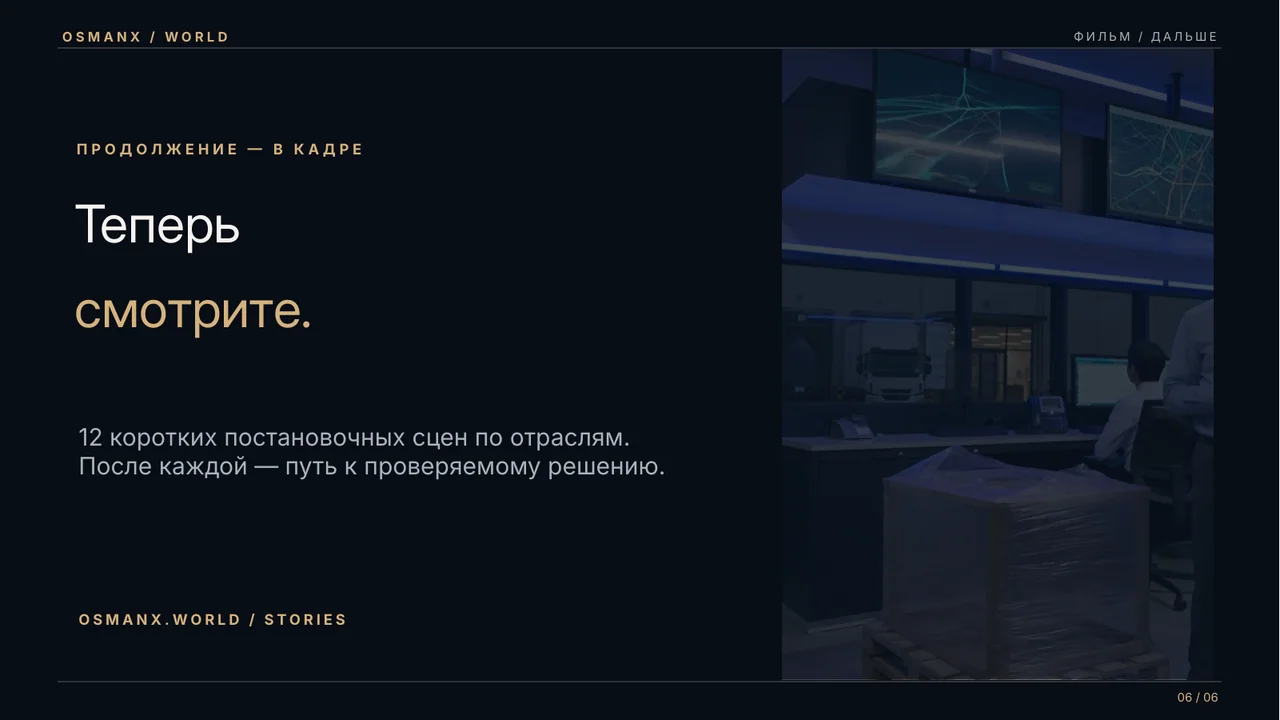 OSMANX / WORLD
ФИЛЬМ / ДАЛЬШЕ
ПРОДОЛЖЕНИЕ — В КАДРЕ
Теперь
смотрите.
12 коротких постановочных сцен по отраслям.
После каждой — путь к проверяемому решению.
OSMANX.WORLD / STORIES
06 / 06